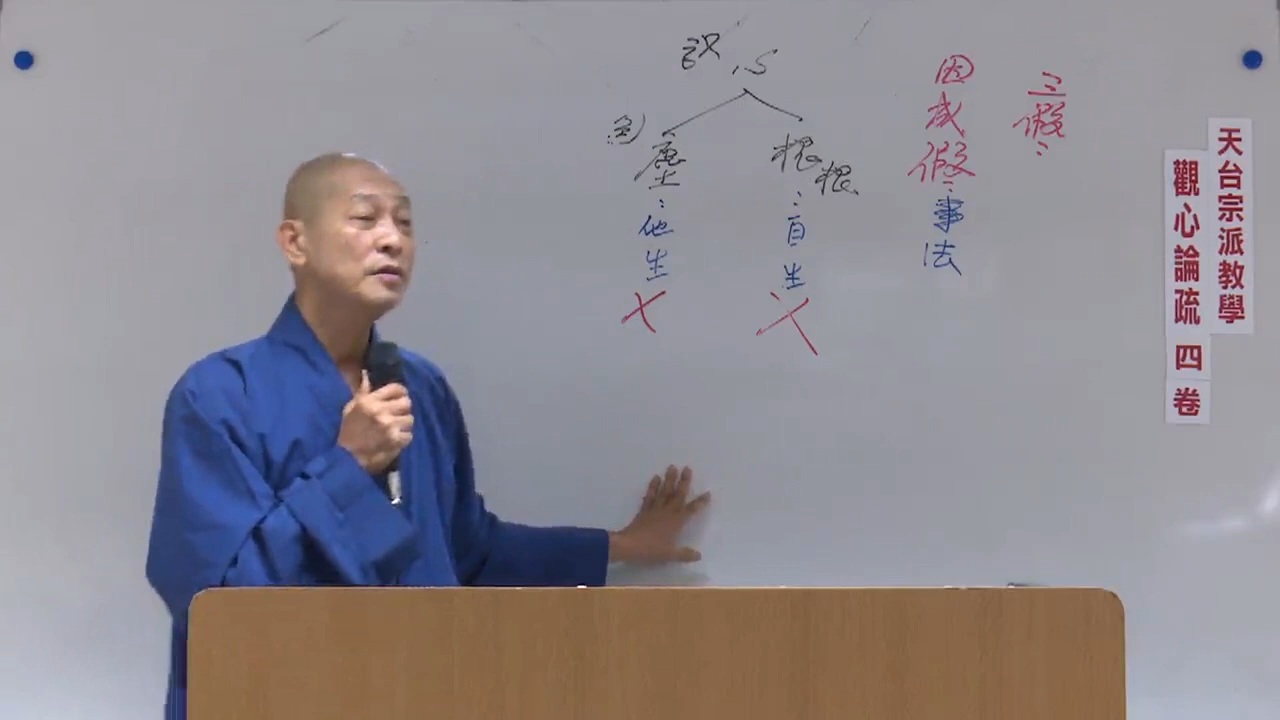 天台宗派教學
觀心論疏 四 卷
三假:
因成假:事法
識心
根根:自生
塵:他生